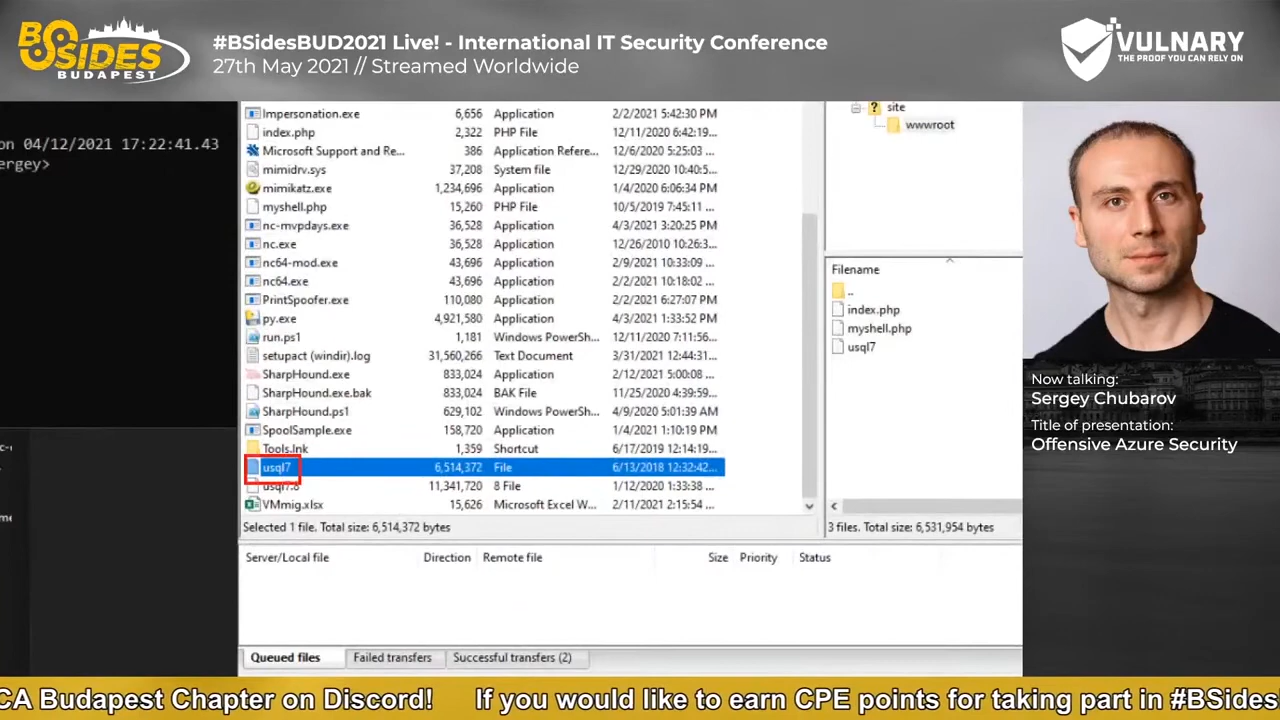 BSIDES
BUDAPEST
#BSidesBUD2021 Live! - International IT Security Conference
27th May 2021 // Streamed Worldwide
VULNARY
THE PROOF YOU CAN RELY ON
on 04/12/2021 17:22:41.43
ergey>
Impersonation.exe 6,656 Application 2/2/2021 5:42:30 PM
index.php 2,322 PHP File 12/11/2020 6:42:19...
Microsoft Support and Re... 386 Application Refere... 12/6/2020 5:25:03 ...
mimidrv.sys 37,208 System file 12/29/2020 10:40:5...
mimikatz.exe 1,234,696 Application 1/4/2020 6:06:34 PM
myshell.php 15,260 PHP File 10/5/2019 7:45:11 ...
nc-mvpdays.exe 36,528 Application 4/3/2021 3:20:25 PM
nc.exe 36,528 Application 12/26/2010 10:26:3...
nc64-mod.exe 43,696 Application 2/9/2021 10:33:09 ...
nc64.exe 43,696 Application 2/2/2021 10:18:02 ...
PrintSpoofer.exe 110,080 Application 2/2/2021 6:27:07 PM
py.exe 4,921,580 Application 4/3/2021 1:33:52 PM
run.ps1 1,181 Windows PowerSh... 12/11/2020 7:11:56...
setupact (windir).log 31,560,266 Text Document 3/31/2021 12:44:31...
SharpHound.exe 833,024 Application 2/12/2021 5:00:08 ...
SharpHound.exe.bak 833,024 BAK File 11/25/2020 4:39:59...
SharpHound.ps1 629,102 Windows PowerSh... 4/9/2020 5:01:39 AM
SpoolSample.exe 158,720 Application 1/4/2021 1:10:19 PM
Tools.lnk 1,359 Shortcut 6/17/2019 12:14:19...
usql7 6,514,372 File 6/13/2018 12:32:42...
usql7.8 11,341,720 8 File 1/12/2020 1:33:38 ...
VMmig.xlsx 15,626 Microsoft Excel W... 2/11/2021 2:15:54 ...
Selected 1 file. Total size: 6,514,372 bytes
site
wwwroot
Filename
..
index.php
myshell.php
usql7
3 files. Total size: 6,531,954 bytes
Server/Local file Direction Remote file Size Priority Status
Queued files Failed transfers Successful transfers (2)
Now talking:
Sergey Chubarov
Title of presentation:
Offensive Azure Security
CA Budapest Chapter on Discord! If you would like to earn CPE points for taking part in #BSides